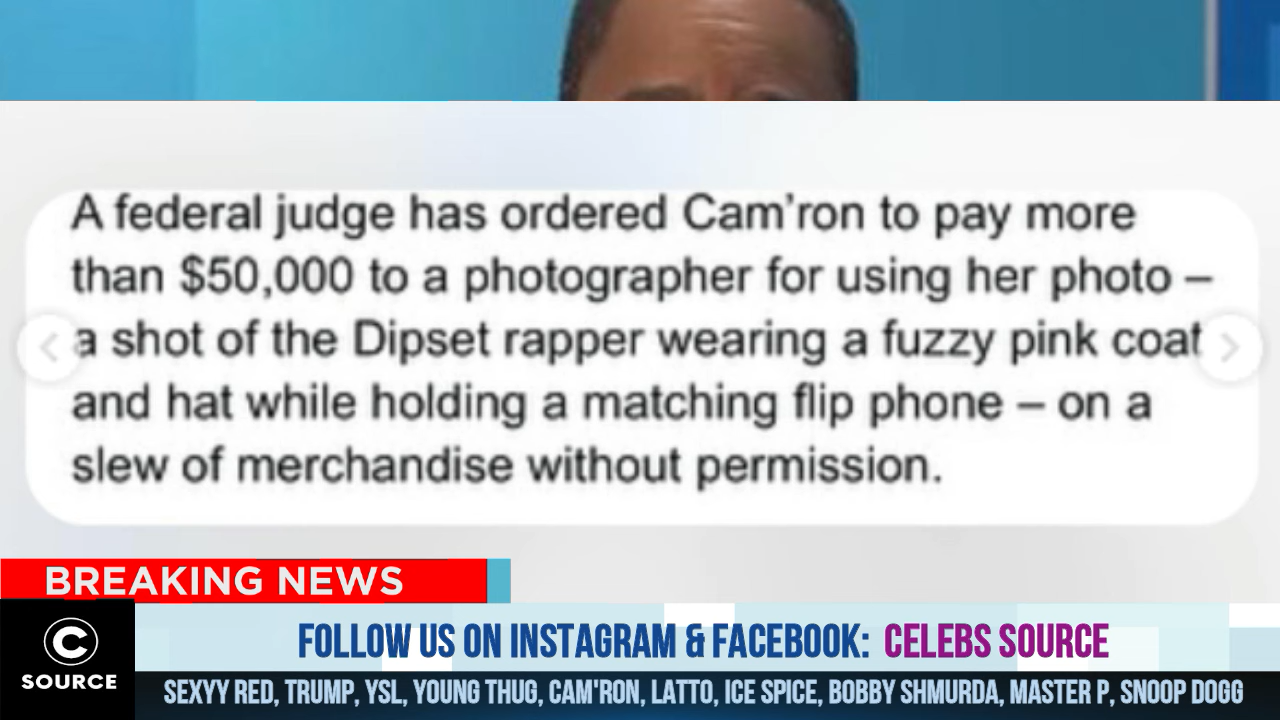 A federal judge has ordered Cam’ron to pay more
than $50,000 to a photographer for using her photo –
a shot of the Dipset rapper wearing a fuzzy pink coat
and hat while holding a matching flip phone – on a
slew of merchandise without permission.
BREAKING NEWS
C
SOURCE
FOLLOW US ON INSTAGRAM & FACEBOOK: CELEBS SOURCE
SEXYY RED, TRUMP, YSL, YOUNG THUG, CAM'RON, LATTO, ICE SPICE, BOBBY SHMURDA, MASTER P, SNOOP DOGG